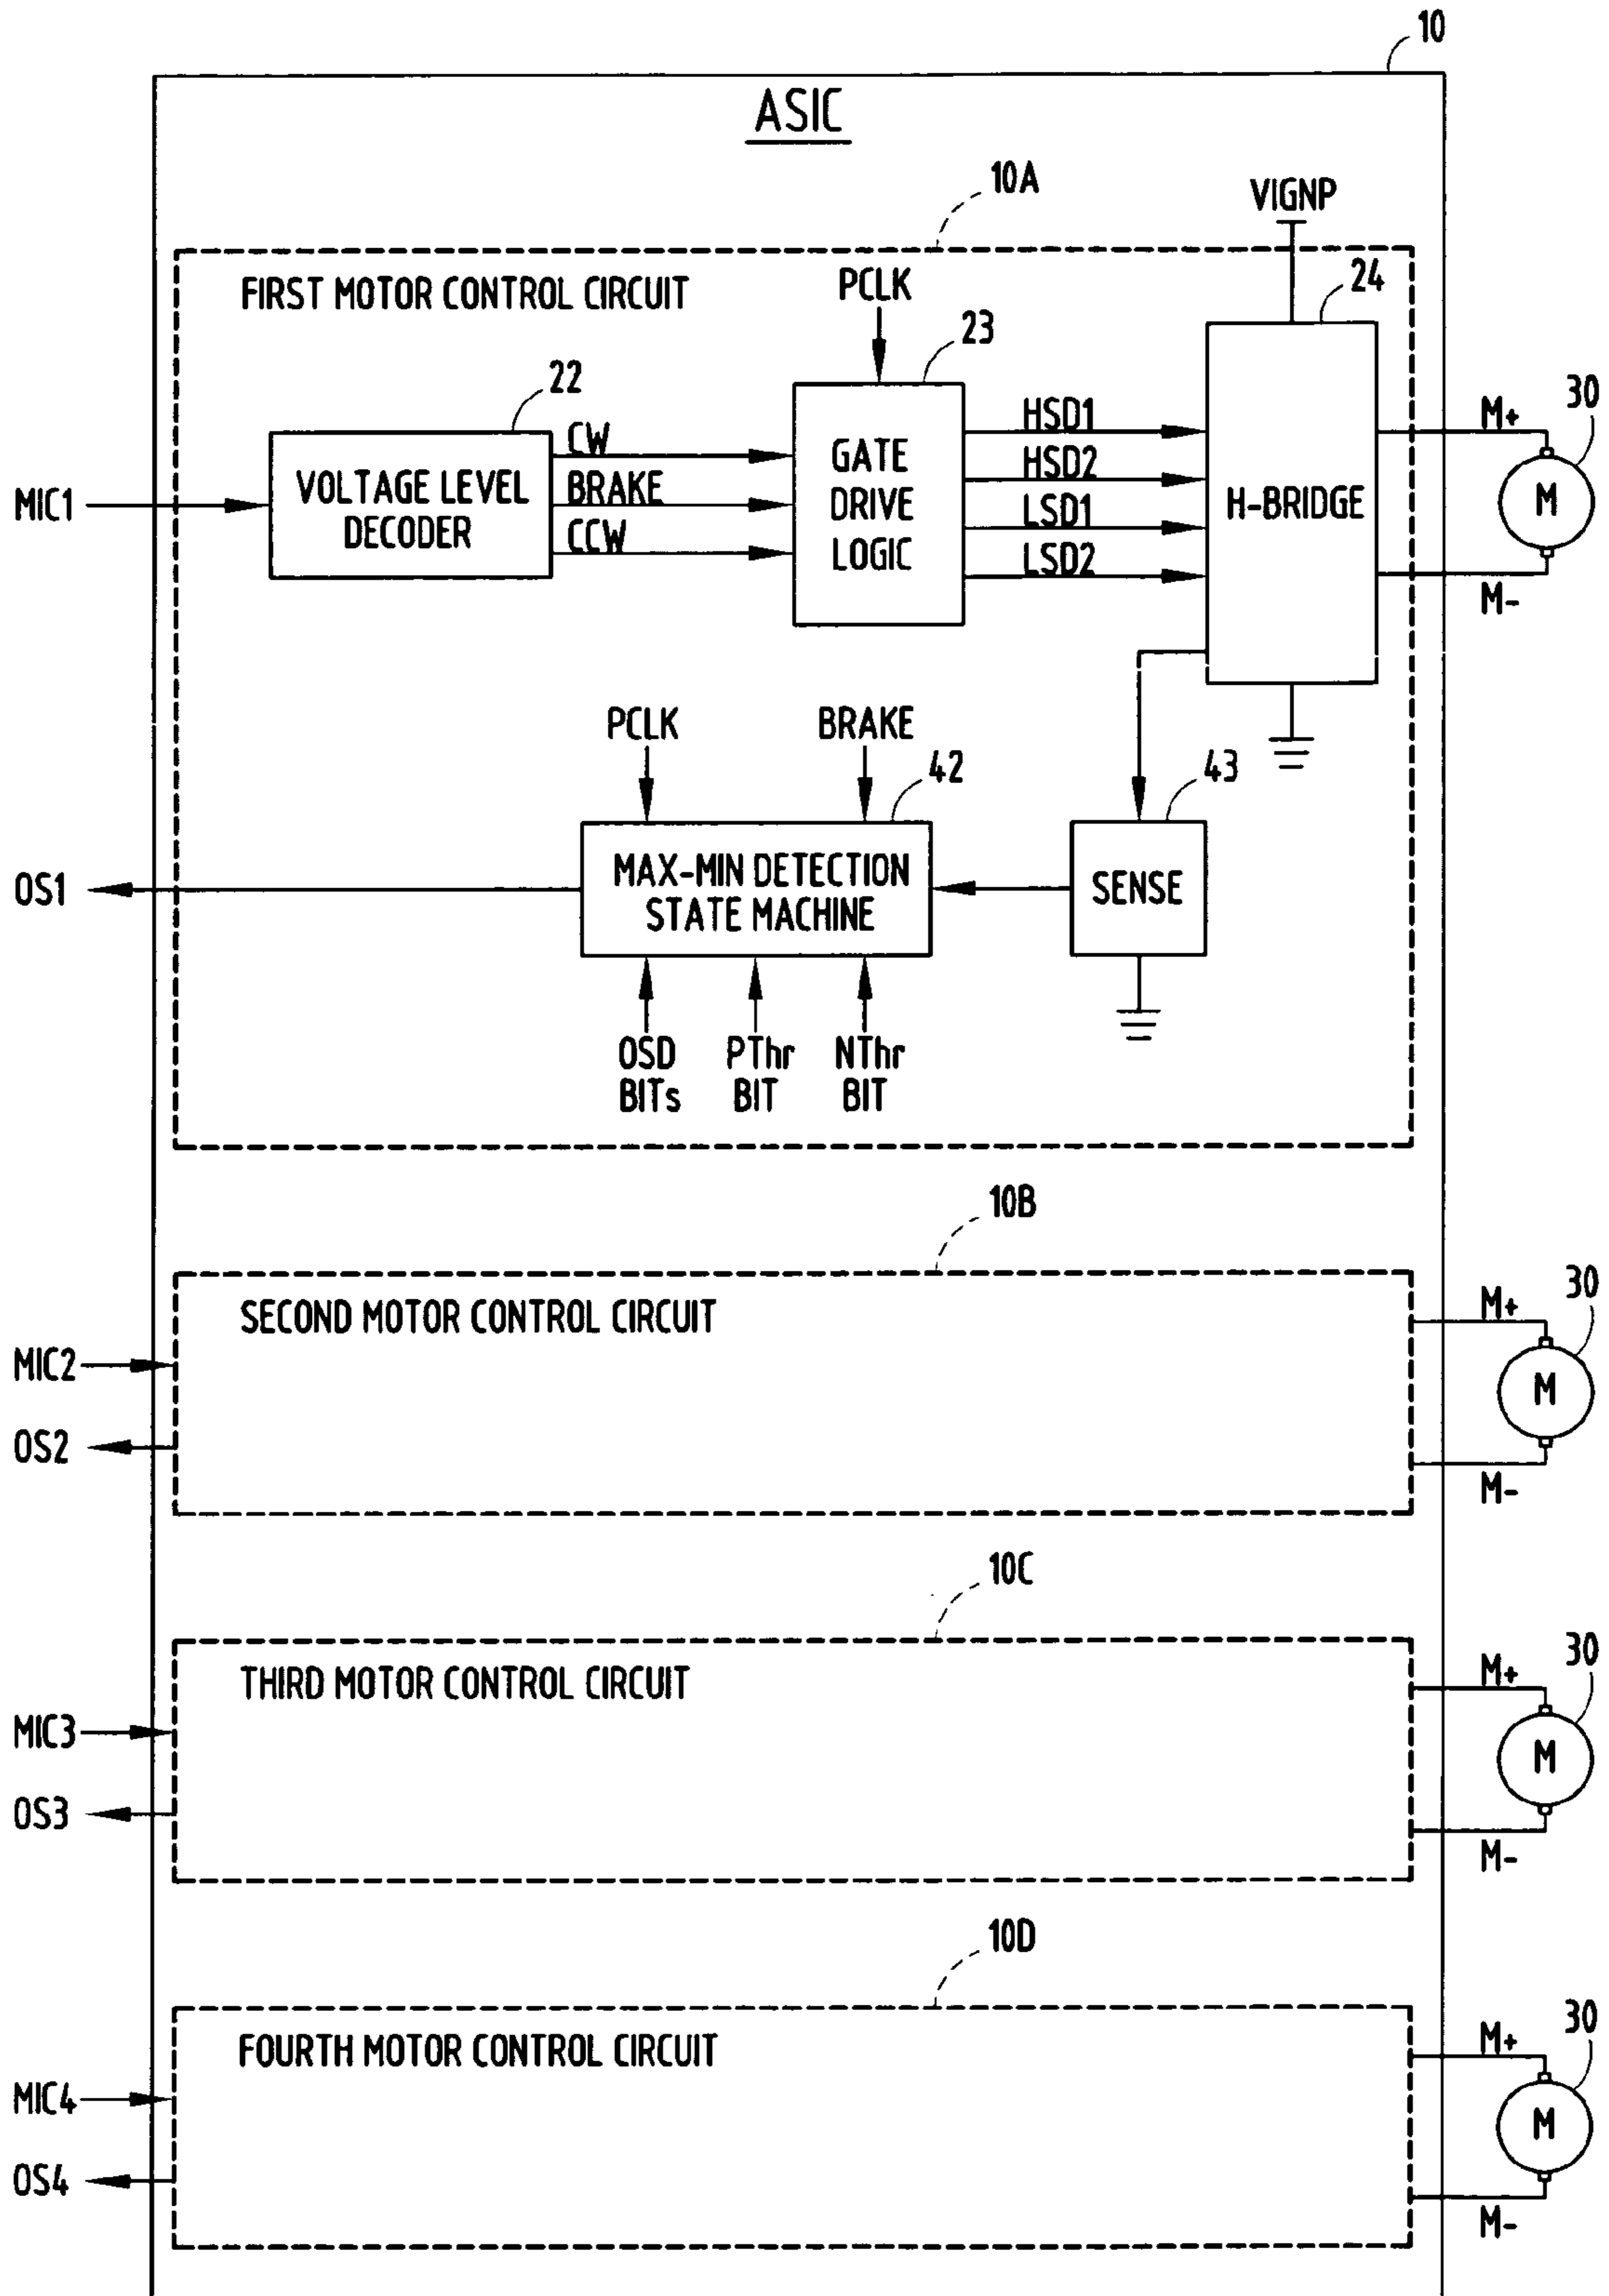 10
ASIC
10A
VIGNP
FIRST MOTOR CONTROL CIRCUIT
PCLK
24
23
22
30
CW
HSD1
M+
MIC1
VOLTAGE LEVEL
DECODER
BRAKE
GATE
DRIVE
LOGIC
HSD2
H-BRIDGE
M
CCW
LSD1
LSD2
M-
PCLK
BRAKE
42
43
OS1
MAX-MIN DETECTION
STATE MACHINE
SENSE
OSD
BITs
PThr
BIT
NThr
BIT
10B
30
SECOND MOTOR CONTROL CIRCUIT
M+
MIC2
M
OS2
M-
10C
30
THIRD MOTOR CONTROL CIRCUIT
M+
MIC3
M
OS3
M-
10D
30
FOURTH MOTOR CONTROL CIRCUIT
M+
MIC4
M
OS4
M-